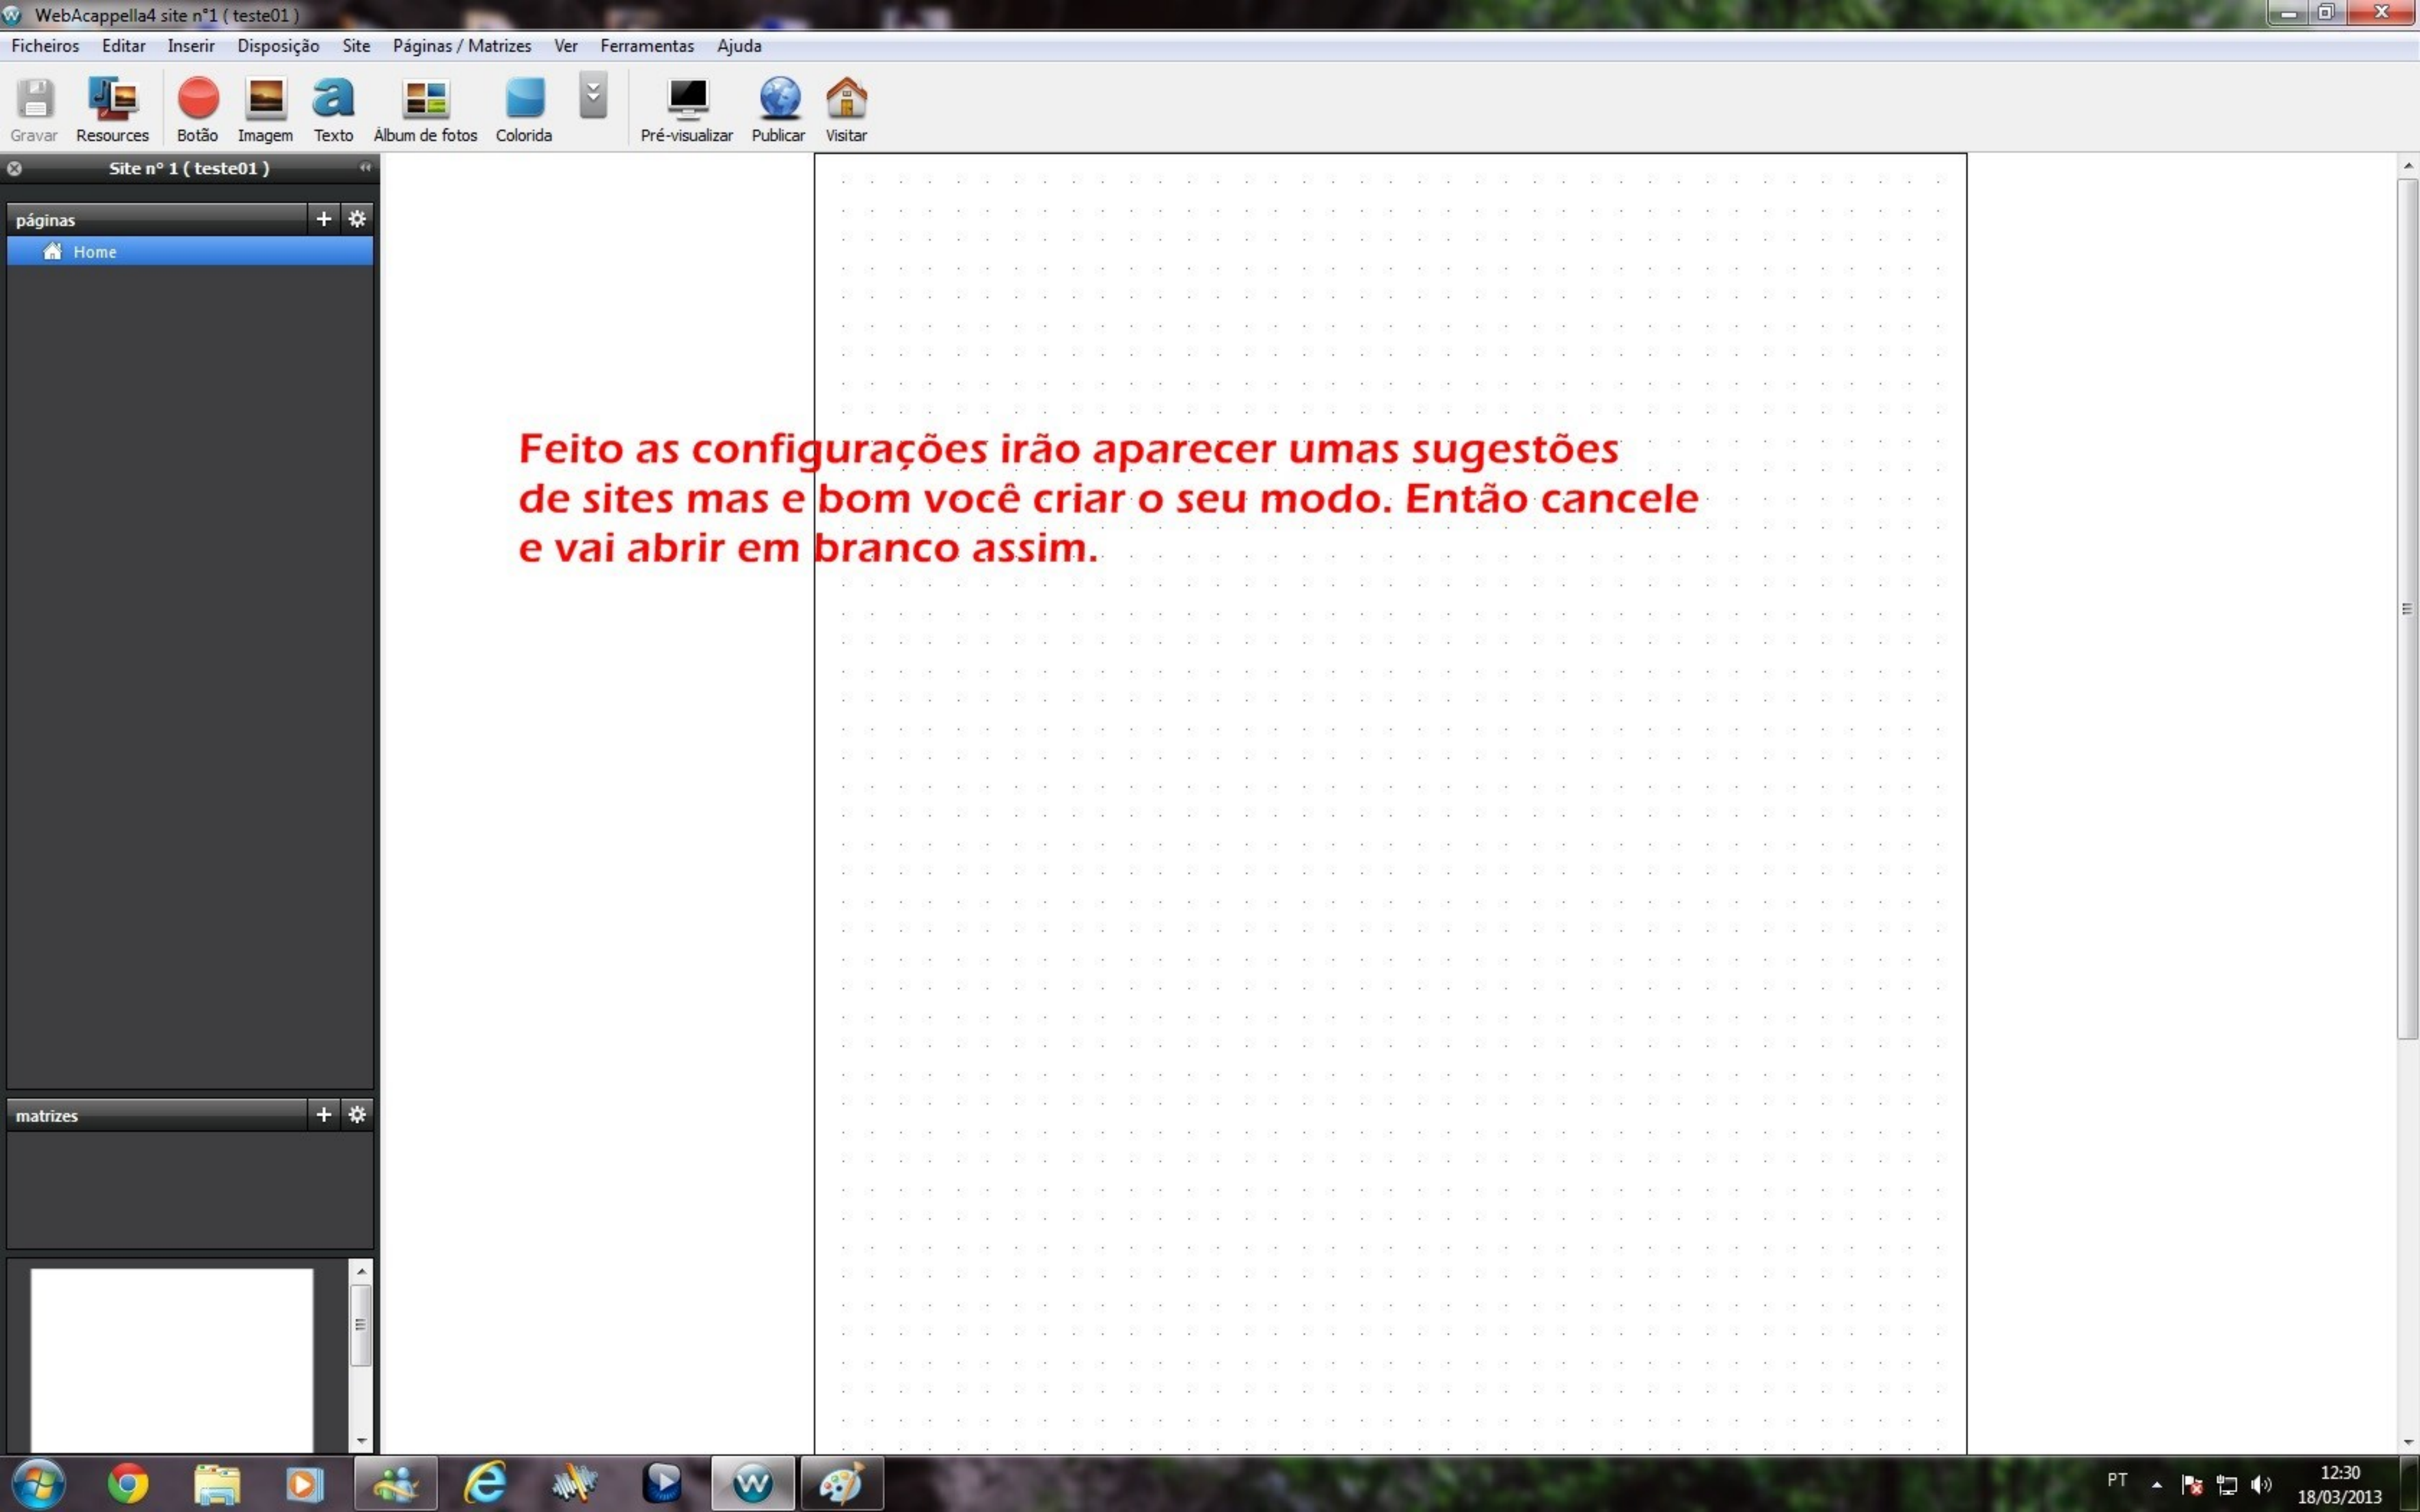 WebAcappella4 site n°1 ( teste01 )
Ficheiros Editar Inserir Disposição Site Páginas / Matrizes Ver Ferramentas Ajuda
Gravar Resources Botão Imagem Texto Álbum de fotos Colorida Pré-visualizar Publicar Visitar
Site nº 1 ( teste01 )
páginas
Home
Feito as configurações irão aparecer umas sugestões
de sites mas e bom você criar o seu modo. Então cancele
e vai abrir em branco assim.
matrizes
PT
12:30
18/03/2013